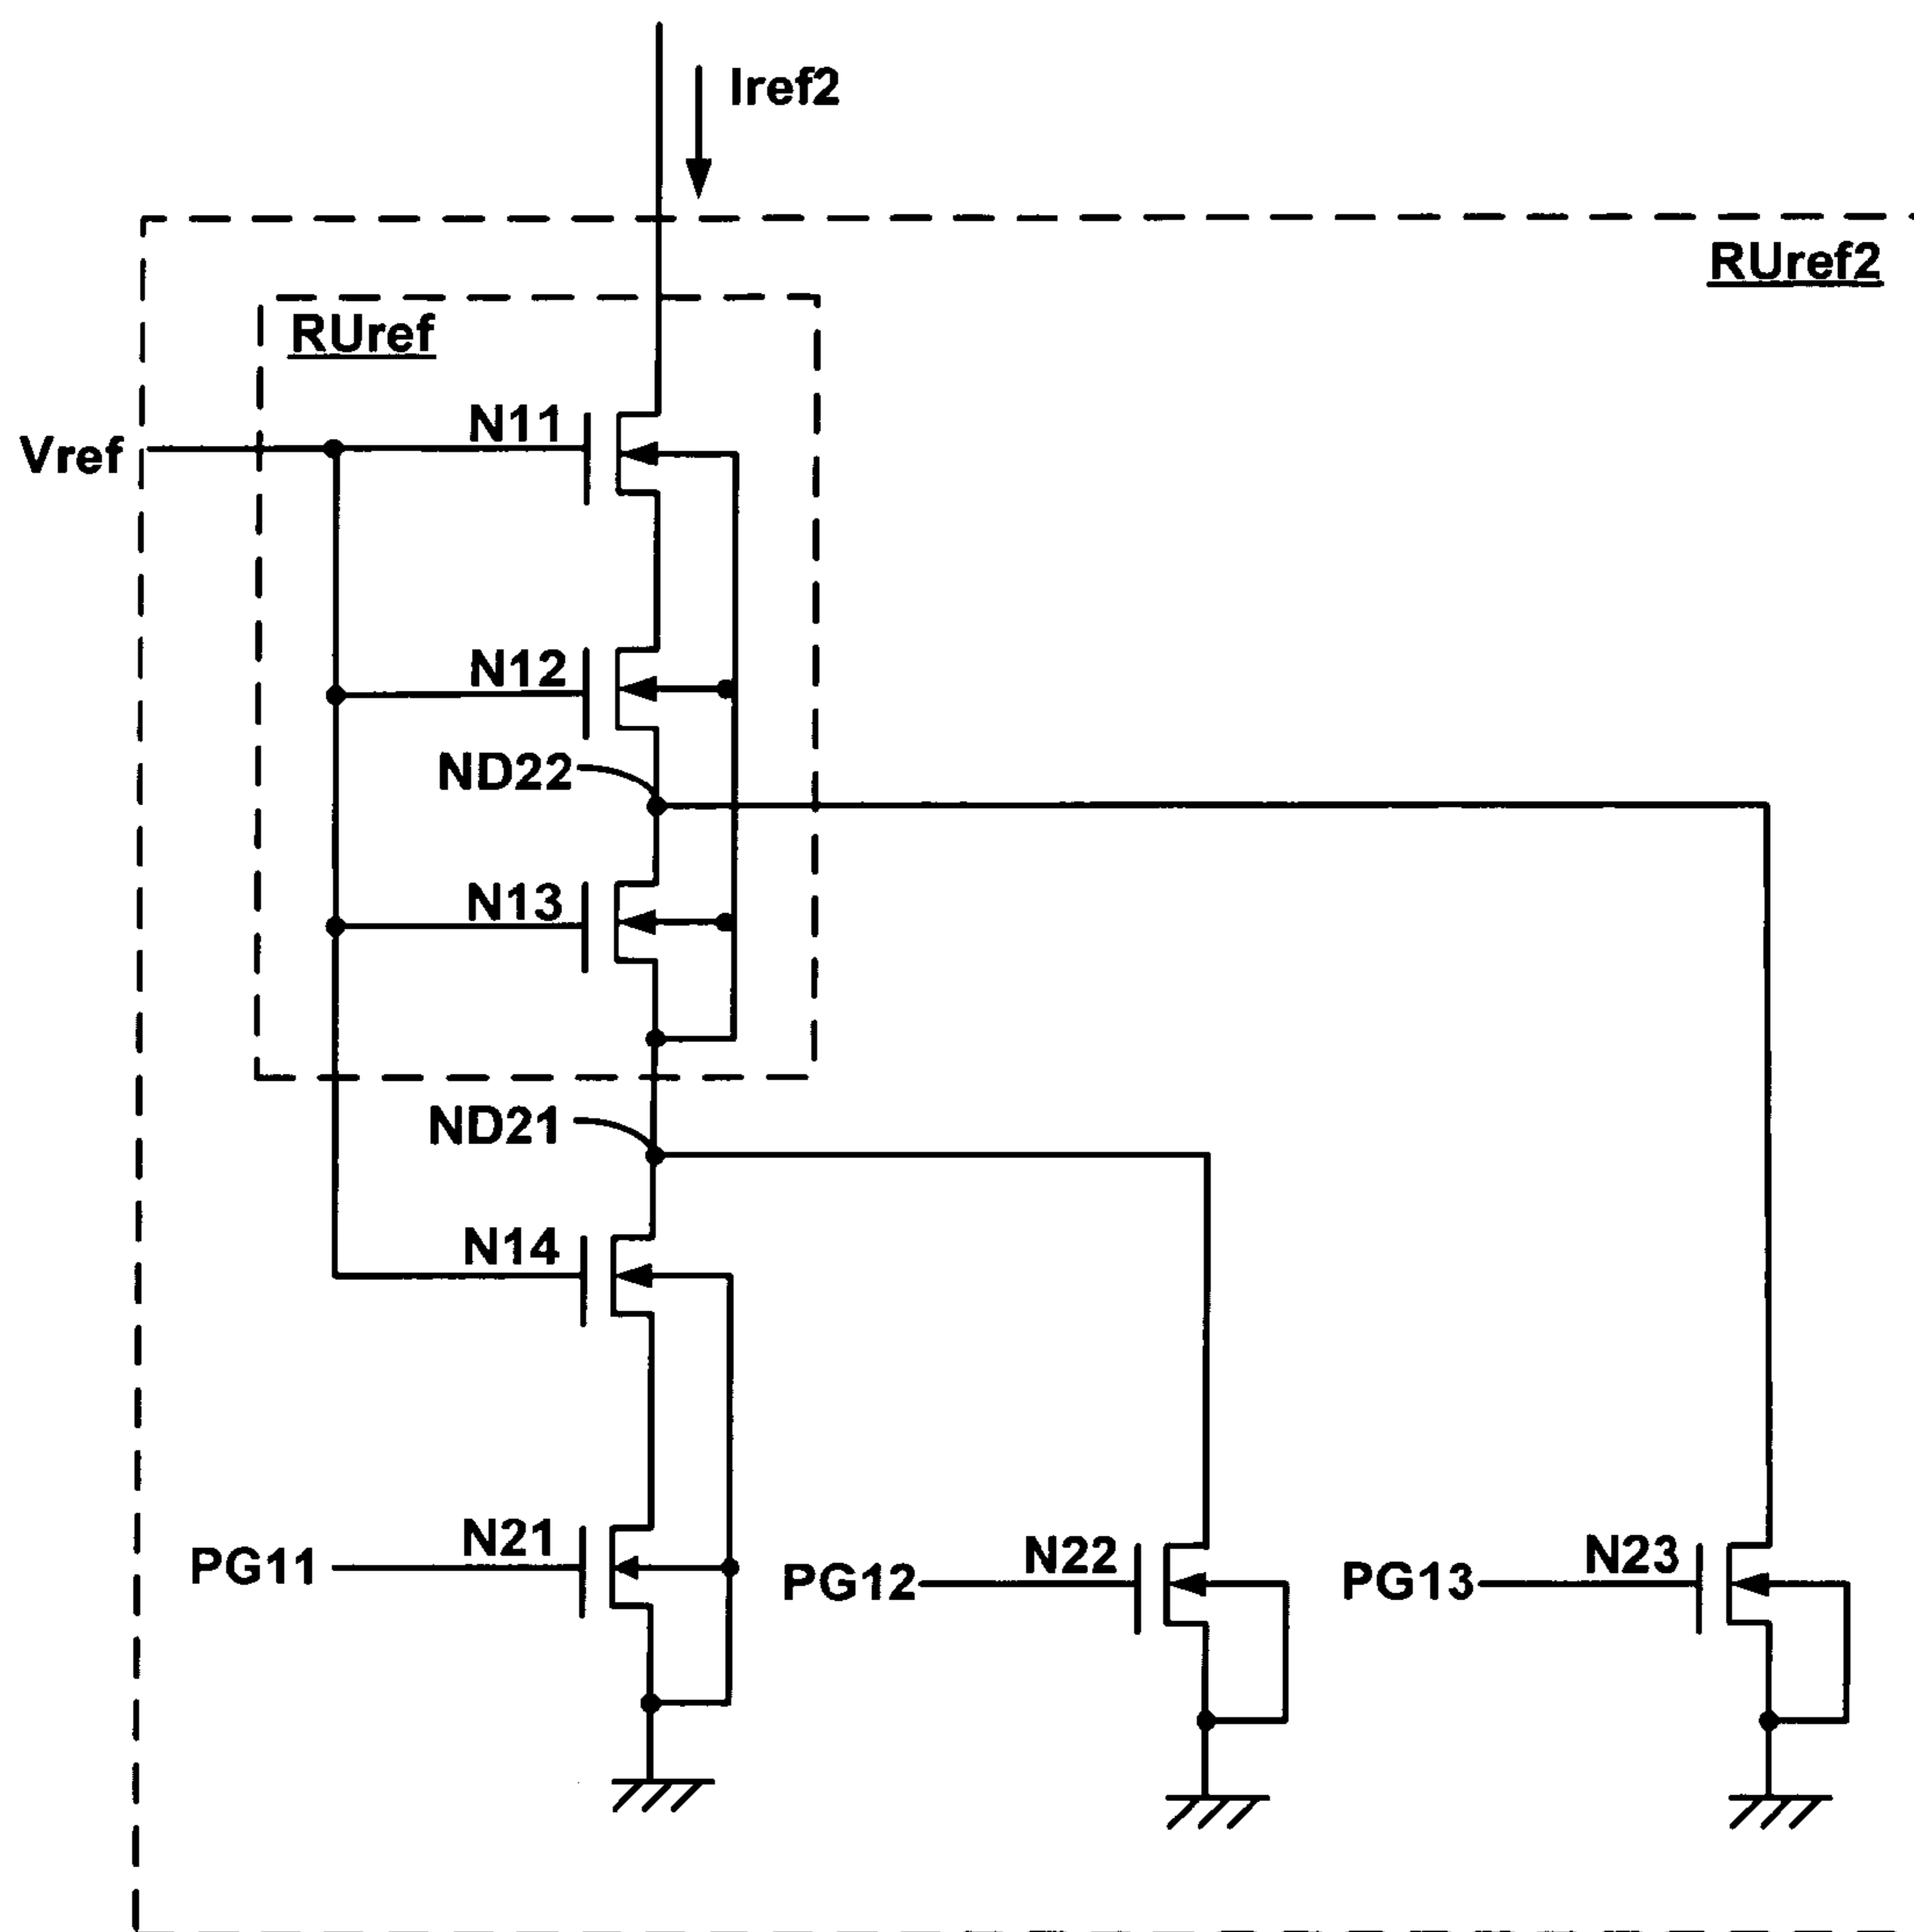 Iref2
RUref2
RUref
N11
Vref
N12
ND22
N13
ND21
N14
N21
PG11
N22
PG12
N23
PG13